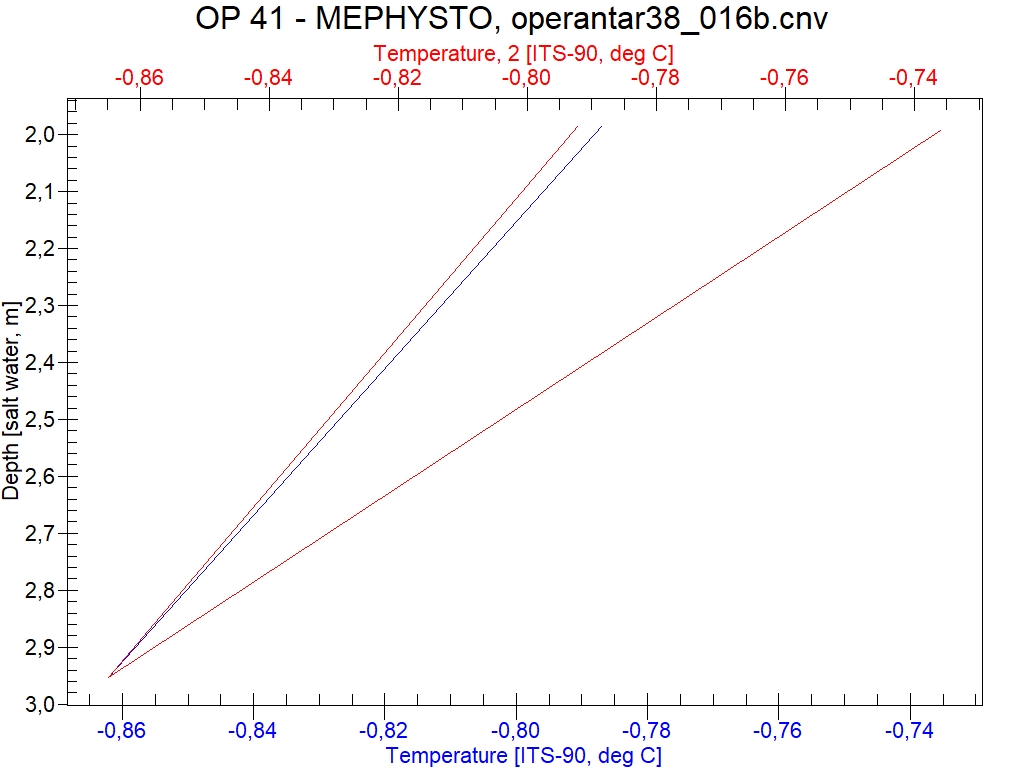 OP 41 - MEPHYSTO, operantar38_016b.cnv
Temperature, 2 [ITS-90, deg C]
-0,86 -0,84 -0,82 -0,80 -0,78 -0,76 -0,74
Depth [salt water, m]
2,0
2,1
2,2
2,3
2,4
2,5
2,6
2,7
2,8
2,9
3,0
-0,86 -0,84 -0,82 -0,80 -0,78 -0,76 -0,74
Temperature [ITS-90, deg C]